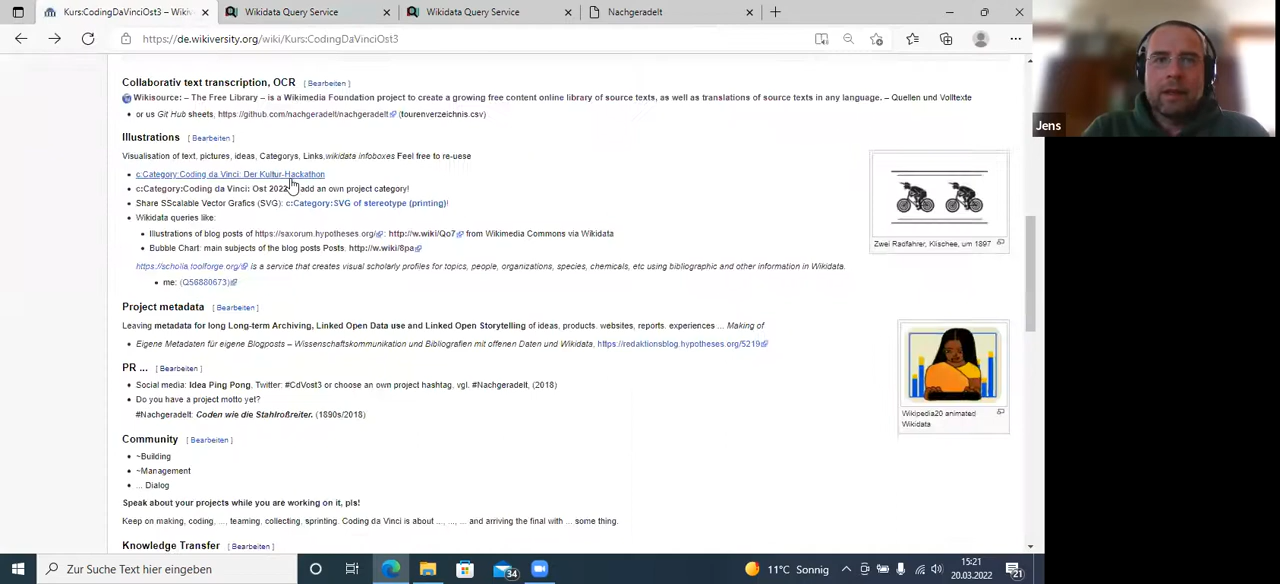 Kurs:CodingDaVinciOst3 – Wikiv
Wikidata Query Service
Wikidata Query Service
Nachgeradelt
https://de.wikiversity.org/wiki/Kurs:CodingDaVinciOst3
Collaborativ text transcription, OCR [ Bearbeiten ]
Wikisource: – The Free Library – is a Wikimedia Foundation project to create a growing free content online library of source texts, as well as translations of source texts in any language. – Quellen und Volltexte
• or us Git Hub sheets, https://github.com/nachgeradelt/nachgeradelt (tourenverzeichnis.csv)
Illustrations [ Bearbeiten ]
Visualisation of text, pictures, ideas, Categorys, Links,wikidata infoboxes Feel free to re-uese
• c:Category:Coding da Vinci: Der Kultur-Hackathon
• c:Category:Coding da Vinci: Ost 2022 add an own project category!
• Share SScalable Vector Grafics (SVG): c:Category:SVG of stereotype (printing)!
• Wikidata queries like:
• Illustrations of blog posts of https://saxorum.hypotheses.org/: http://w.wiki/Qo7 from Wikimedia Commons via Wikidata
• Bubble Chart: main subjects of the blog posts Posts. http://w.wiki/8pa
https://scholia.toolforge.org/ is a service that creates visual scholarly profiles for topics, people, organizations, species, chemicals, etc using bibliographic and other information in Wikidata.
• me: (Q56880673)
Zwei Radfahrer, Klischee, um 1897
Project metadata [ Bearbeiten ]
Leaving metadata for long Long-term Archiving, Linked Open Data use and Linked Open Storytelling of ideas, products, websites, reports, experiences ... Making of
• Eigene Metadaten für eigene Blogposts – Wissenschaftskommunikation und Bibliografien mit offenen Daten und Wikidata. https://redaktionsblog.hypotheses.org/5219
PR ... [ Bearbeiten ]
• Social media: Idea Ping Pong, Twitter: #CdVost3 or choose an own project hashtag, vgl. #Nachgeradelt, (2018)
• Do you have a project motto yet?
#Nachgeradelt: Coden wie die Stahlroßreiter. (1890s/2018)
Wikipedia20 animated
Wikidata
Community [ Bearbeiten ]
• ~Building
• ~Management
• ... Dialog
Speak about your projects while you are working on it, pls!
Keep on making, coding, ..., teaming, collecting, sprinting. Coding da Vinci is about ..., ..., ... and arriving the final with ... some thing.
Knowledge Transfer [ Bearbeiten ]
Jens
Zur Suche Text hier eingeben
34
11°C Sonnig
15:21
20.03.2022
21